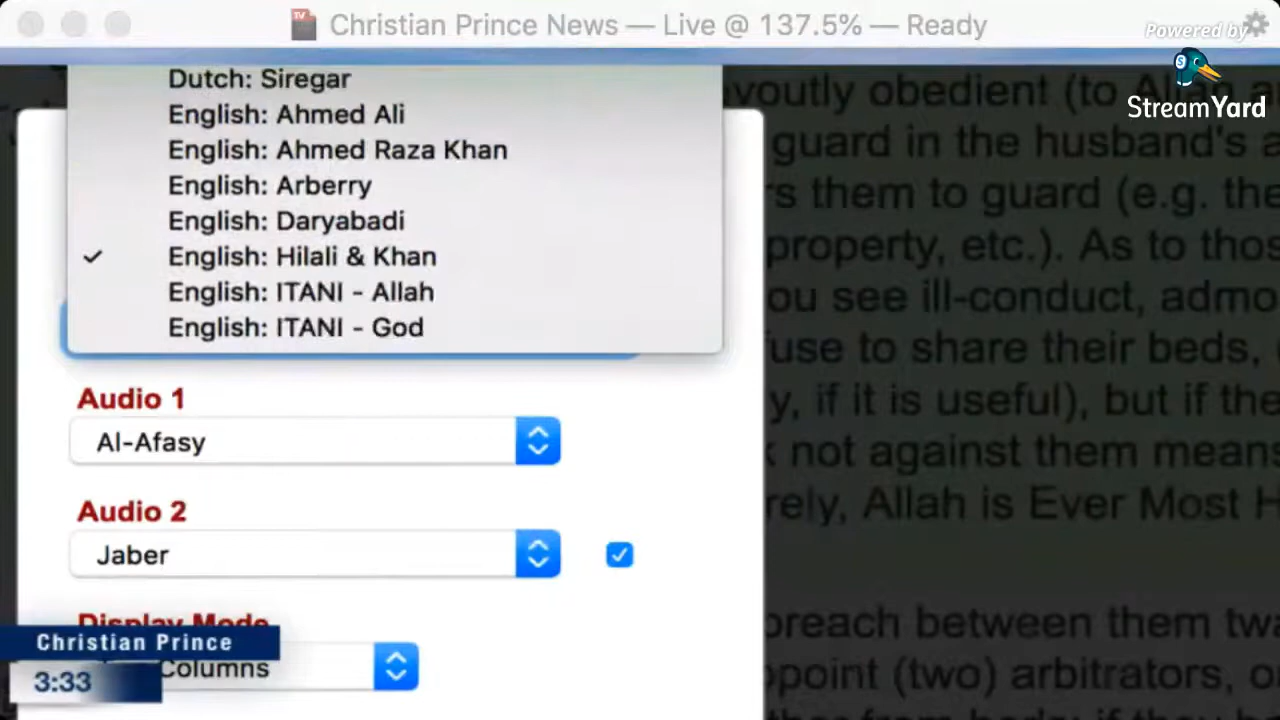 Christian Prince News — Live @ 137.5% — Ready
Powered by
StreamYard
Dutch: Siregar
English: Ahmed Ali
English: Ahmed Raza Khan
English: Arberry
English: Daryabadi
English: Hilali & Khan
English: ITANI - Allah
English: ITANI - God
Audio 1
Al-Afasy
Audio 2
Jaber
Display Mode
Columns
Christian Prince
3:33
voutly obedient (to Allah a
guard in the husband's a
rs them to guard (e.g. the
property, etc.). As to thos
ou see ill-conduct, admo
fuse to share their beds,
y, if it is useful), but if the
k not against them means
rely, Allah is Ever Most H
breach between them twa
ppoint (two) arbitrators, o